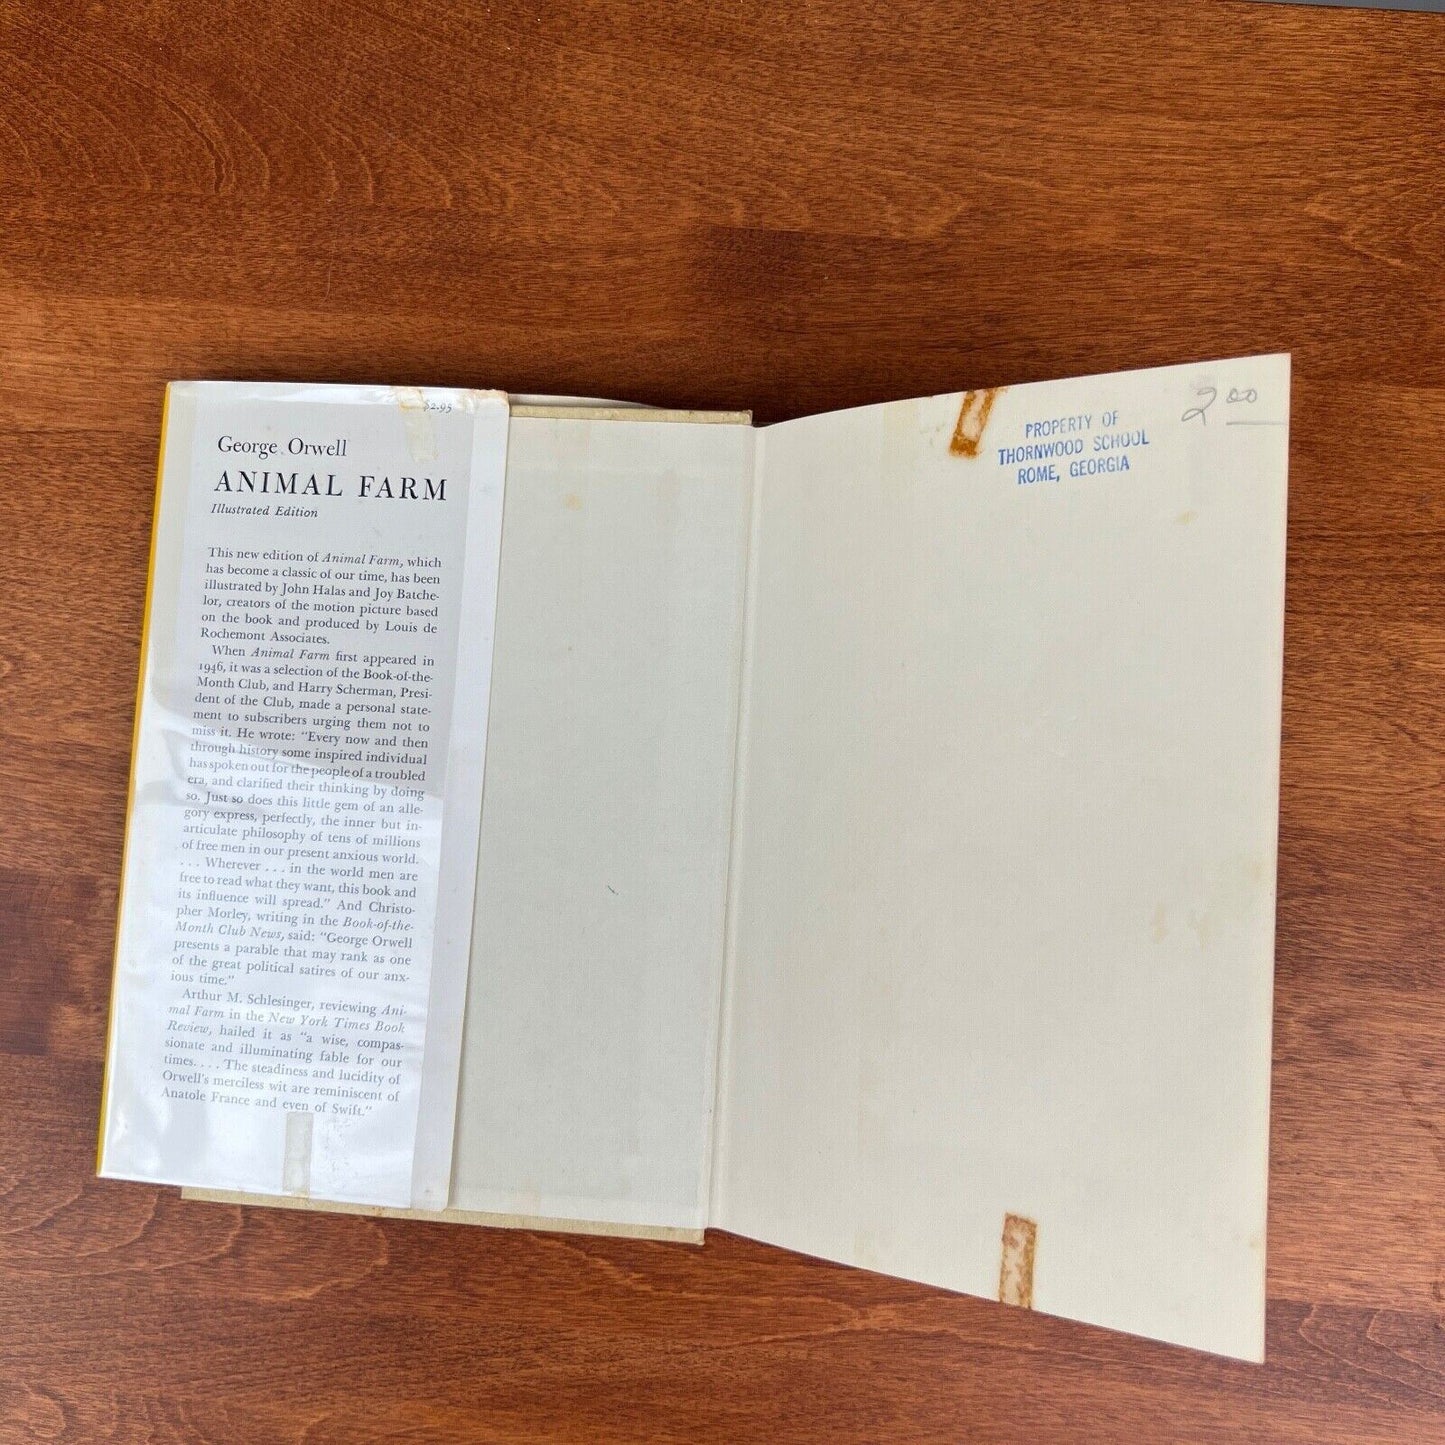 $2.95
George Orwell
ANIMAL FARM
Illustrated Edition
This new edition of Animal Farm, which
has become a classic of our time, has been
illustrated by John Halas and Joy Batche-
lor, creators of the motion picture based
on the book and produced by Louis de
Rochemont Associates.
When Animal Farm first appeared in
1946, it was a selection of the Book-of-the-
Month Club, and Harry Scherman, Presi-
dent of the Club, made a personal state-
ment to subscribers urging them not to
miss it. He wrote: "Every now and then
through history some inspired individual
has spoken out for the people of a troubled
era, and clarified their thinking by doing
so. Just so does this little gem of an alle-
gory express, perfectly, the inner but in-
articulate philosophy of tens of millions
of free men in our present anxious world.
. . . Wherever . . . in the world men are
free to read what they want, this book and
its influence will spread." And Christo-
pher Morley, writing in the Book-of-the-
Month Club News, said: "George Orwell
presents a parable that may rank as one
of the great political satires of our anx-
ious time."
Arthur M. Schlesinger, reviewing Ani-
mal Farm in the New York Times Book
Review, hailed it as "a wise, compas-
sionate and illuminating fable for our
times. . . . The steadiness and lucidity of
Orwell's merciless wit are reminiscent of
Anatole France and even of Swift."
PROPERTY OF
THORNWOOD SCHOOL
ROME, GEORGIA
2 00